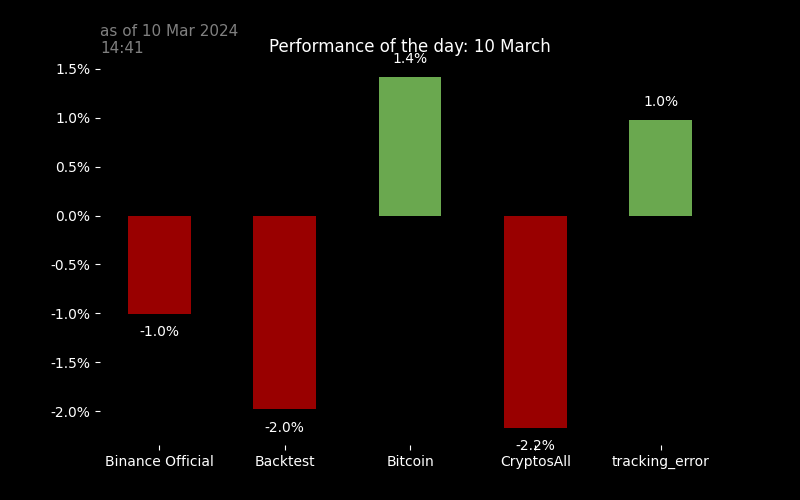 as of 10 Mar 2024
14:41
Performance of the day: 10 March
1.5%
1.0%
0.5%
0.0%
-0.5%
-1.0%
-1.5%
-2.0%
-1.0%
-2.0%
1.4%
-2.2%
1.0%
Binance Official
Backtest
Bitcoin
CryptosAll
tracking_error